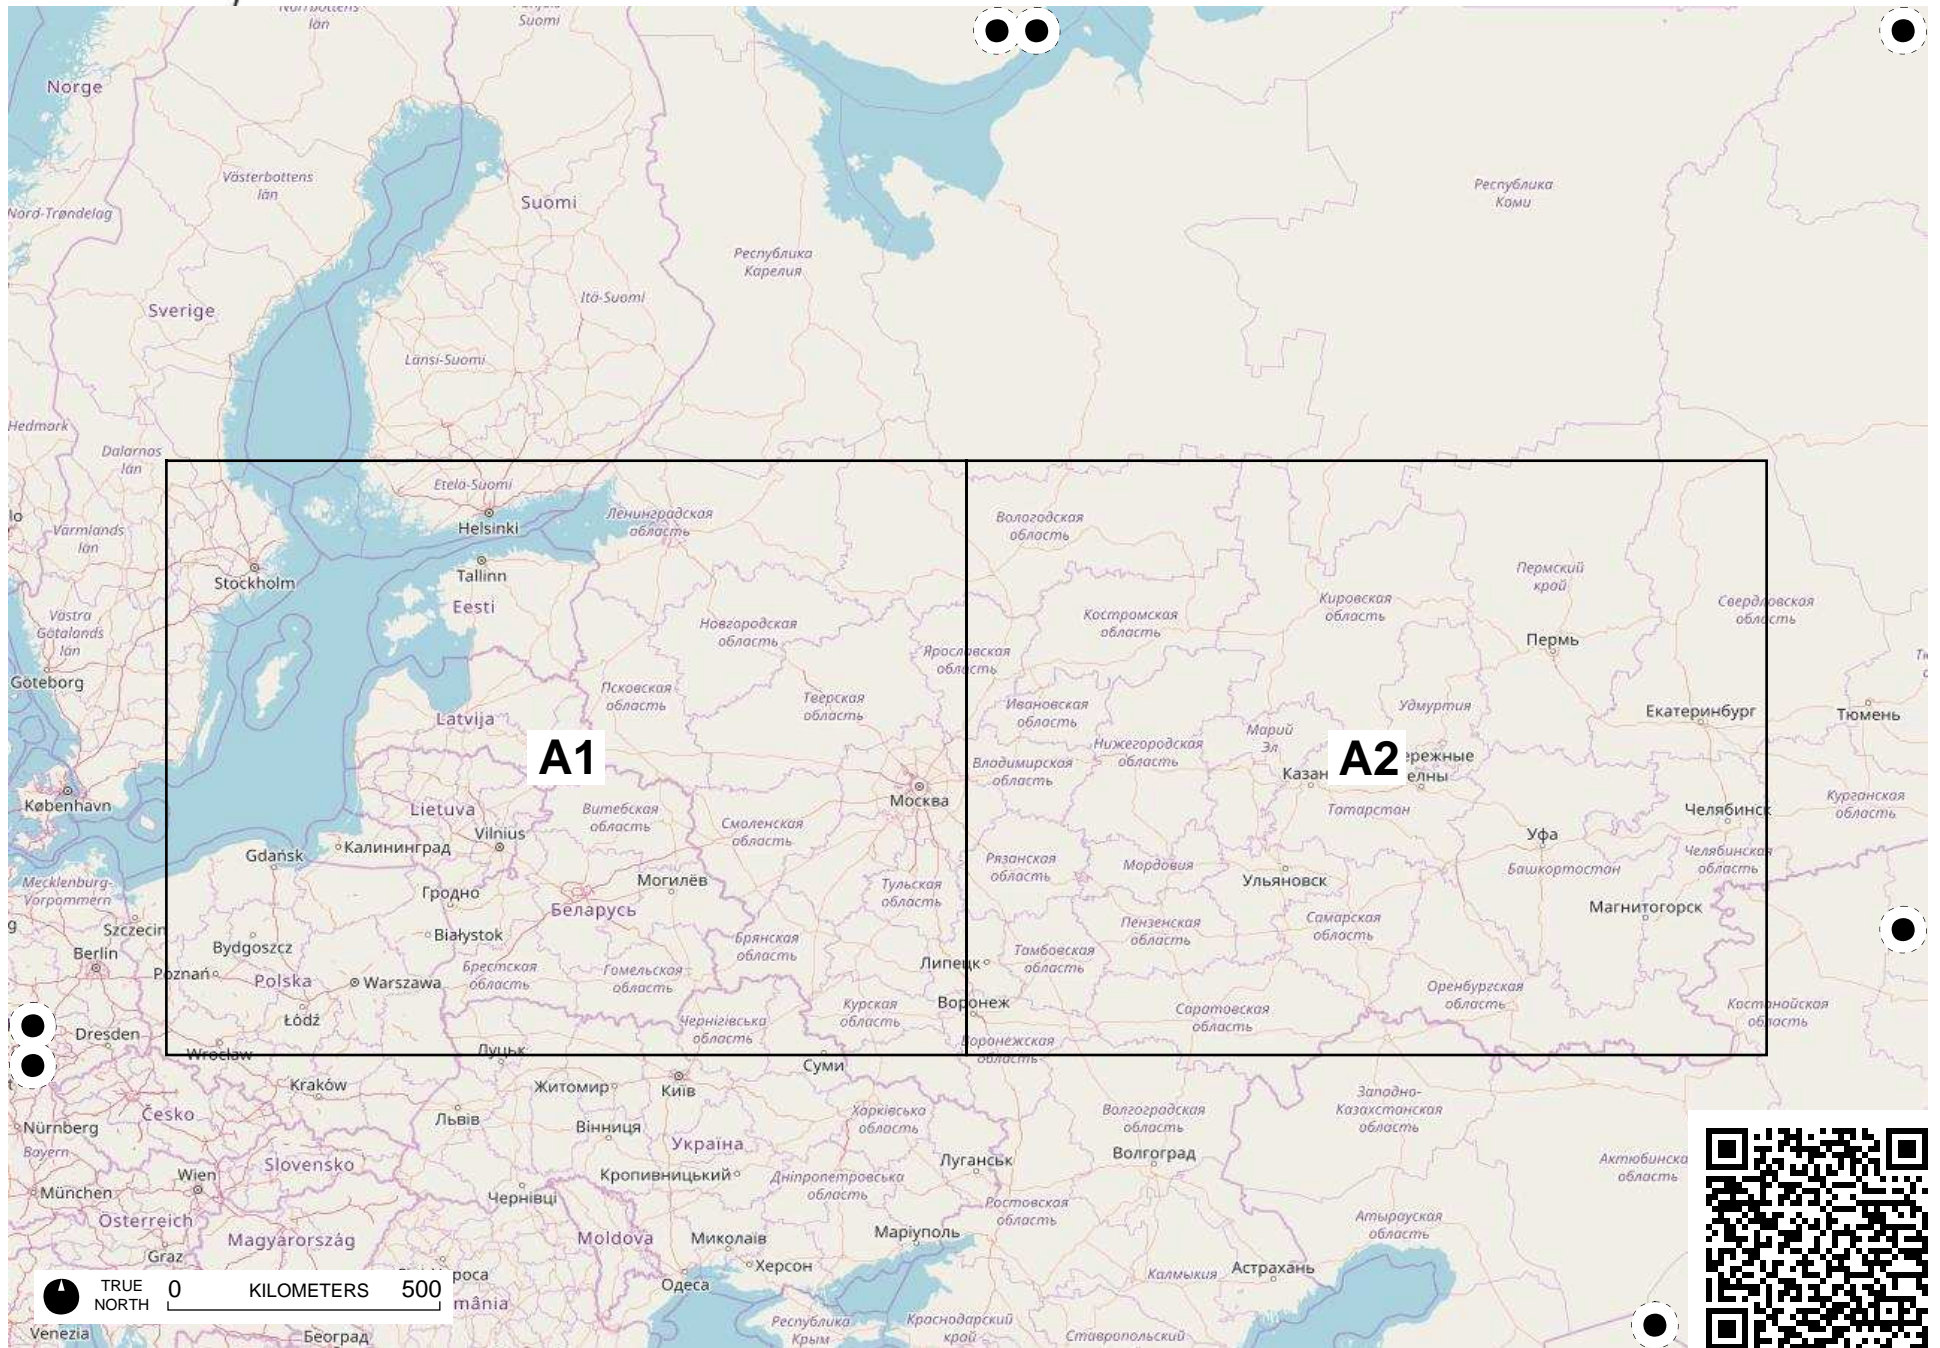 län
Suomi
Norge
Västerbottens
län
Suomi
Nord-Trøndelag
Республика
Коми
Республика
Карелия
Itä-Suomi
Sverige
Länsi-Suomi
Hedmark
Dalarnas
län
Etelä-Suomi
Helsinki
Ленинградская
область
Вологодская
область
Värmlands
län
Stockholm
Tallinn
Eesti
Пермский
край
Västra
Götalands
län
Новгородская
область
Костромская
область
Кировская
область
Свердловская
область
Пермь
Ярославская
область
Göteborg
Псковская
область
Тверская
область
Ивановская
область
Удмуртия
Екатеринбург
Тюмень
Latvija
Марий
Эл
A1
Нижегородская
область
A2
ережные
елны
Владимирская
область
Казан
København
Москва
Lietuva
Витебская
область
Татарстан
Челябинск
Курганская
область
Vilnius
Смоленская
область
Уфа
Gdańsk
Калининград
Рязанская
область
Мордовия
Башкортостан
Челябинская
область
Mecklenburg-
Vorpommern
Гродно
Могилёв
Тульская
область
Ульяновск
Беларусь
Магнитогорск
Szczecin
Bydgoszcz
Białystok
Брянская
область
Пензенская
область
Самарская
область
Berlin
Poznań
Polska
Warszawa
Брестская
область
Гомельская
область
Липецк
Тамбовская
область
Оренбургская
область
Łódź
Курская
область
Воронеж
Саратовская
область
Костанайская
область
Dresden
Чернігівська
область
Wrocław
Луцьк
Воронежская
область
Суми
Kraków
Житомир
Київ
Западно-
Казахстанская
область
Česko
Львів
Харківська
область
Волгоградская
область
Nürnberg
Bayern
Вінниця
Україна
Slovensko
Луганськ
Волгоград
Актюбинска
область
Wien
Кропивницький
Дніпропетровська
область
München
Чернівці
Ростовская
область
Österreich
Magyarország
Moldova
Миколаїв
Маріуполь
Атырауская
область
Graz
Херсон
Калмыкия
Астрахань
TRUE
NORTH
0 KILOMETERS 500
Одеса
mânia
Venezia
Београд
Республика
Крым
Краснодарский
край
Ставропольский